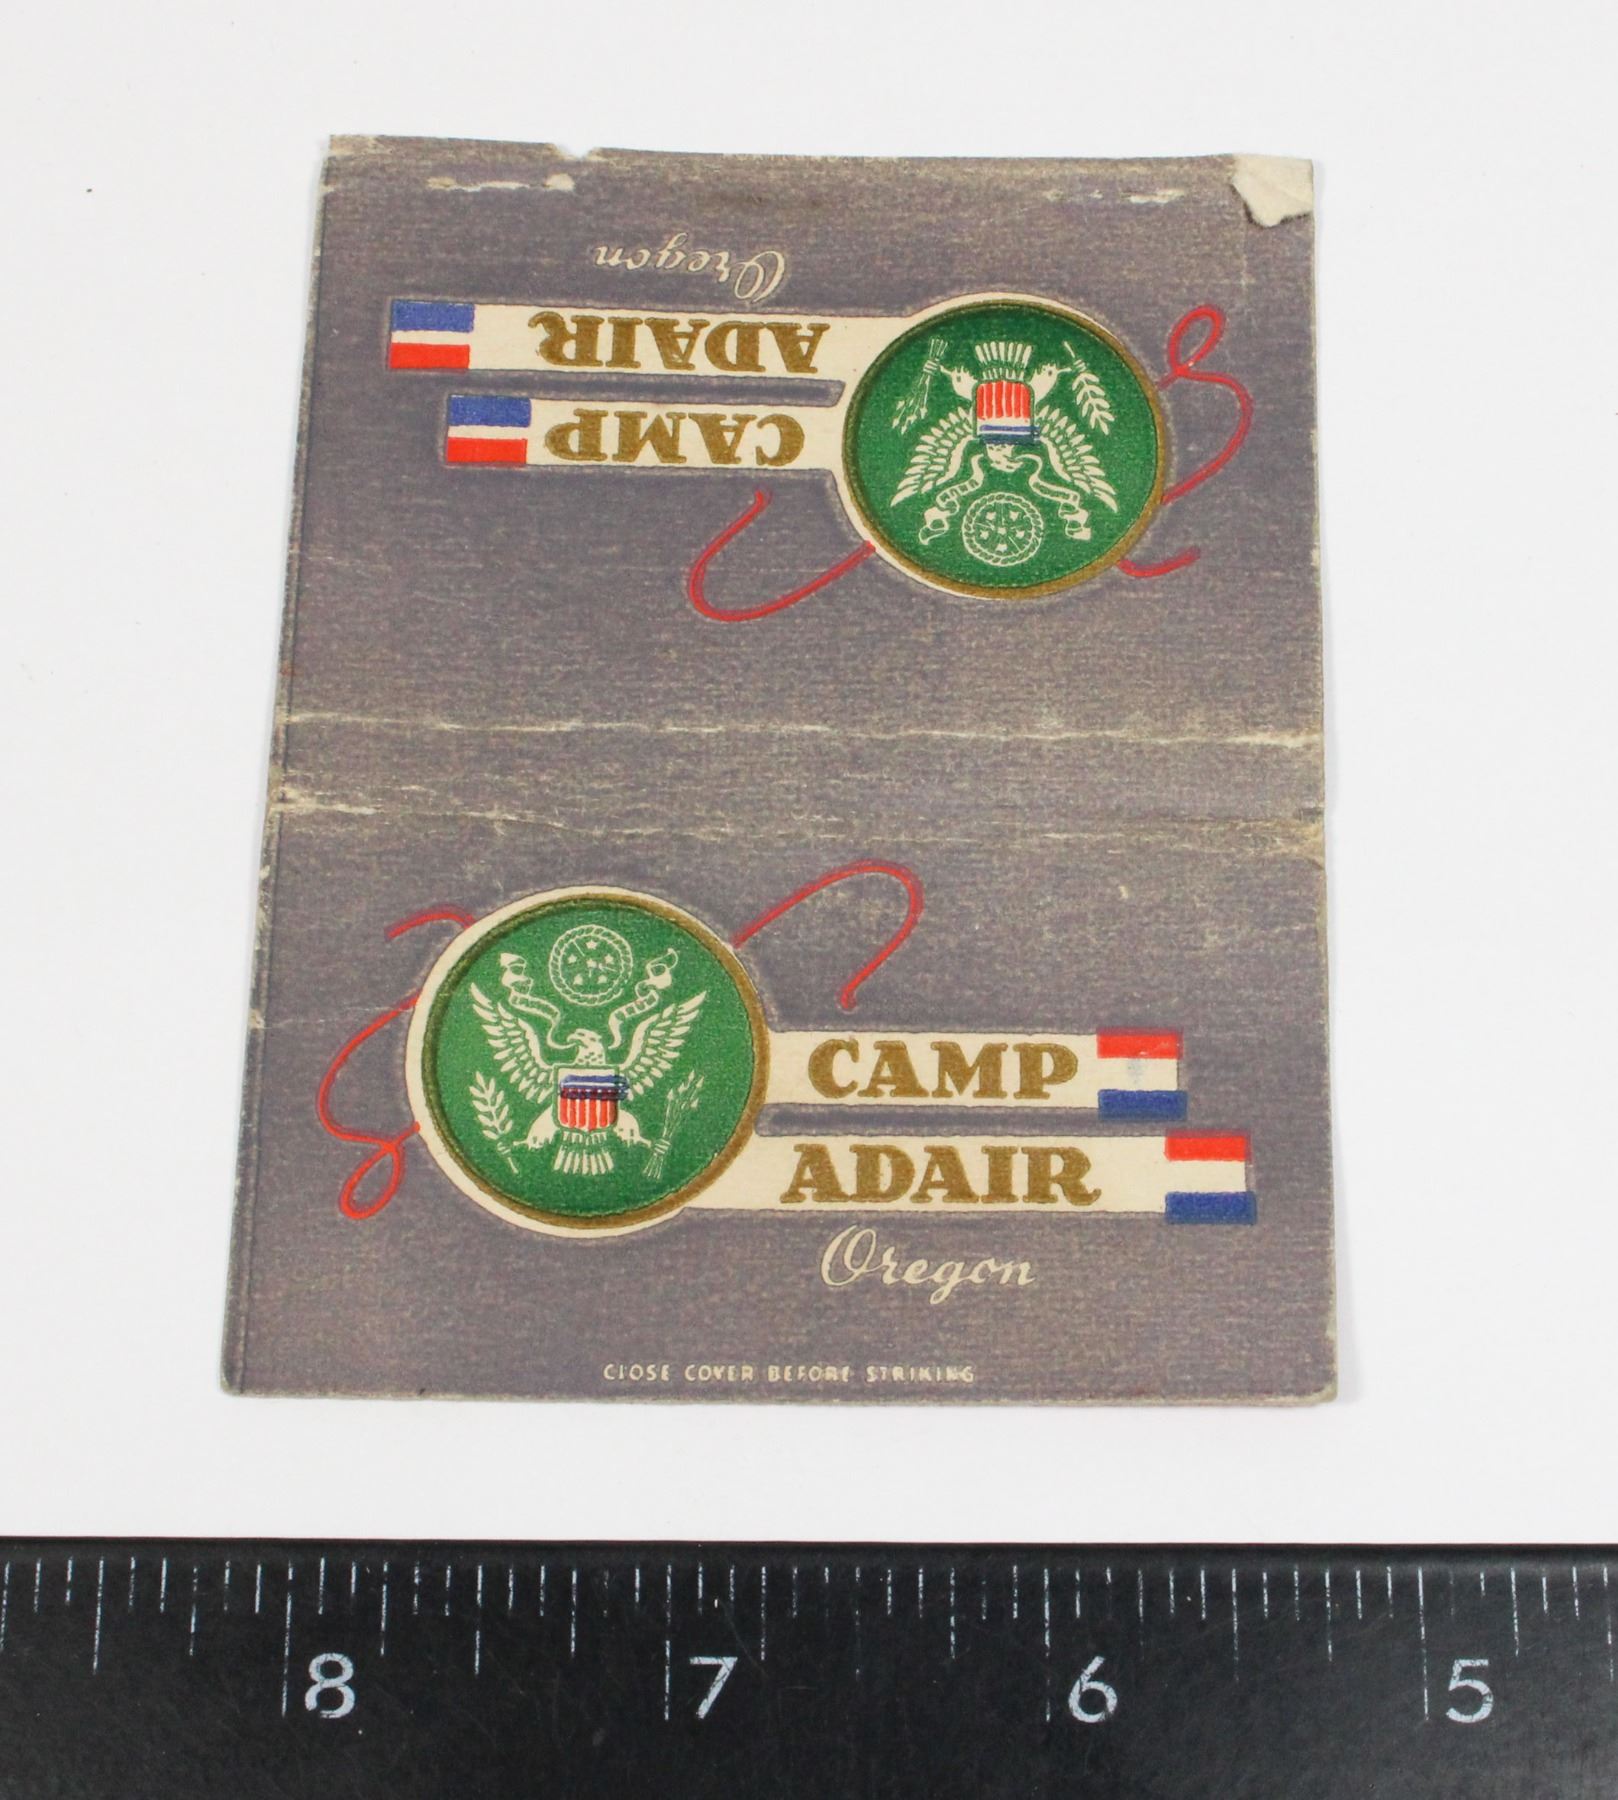 Oregon
ADAIR
CAMP
CAMP
ADAIR
Oregon
CLOSE COVER BEFORE STRIKING
8 7 6 5